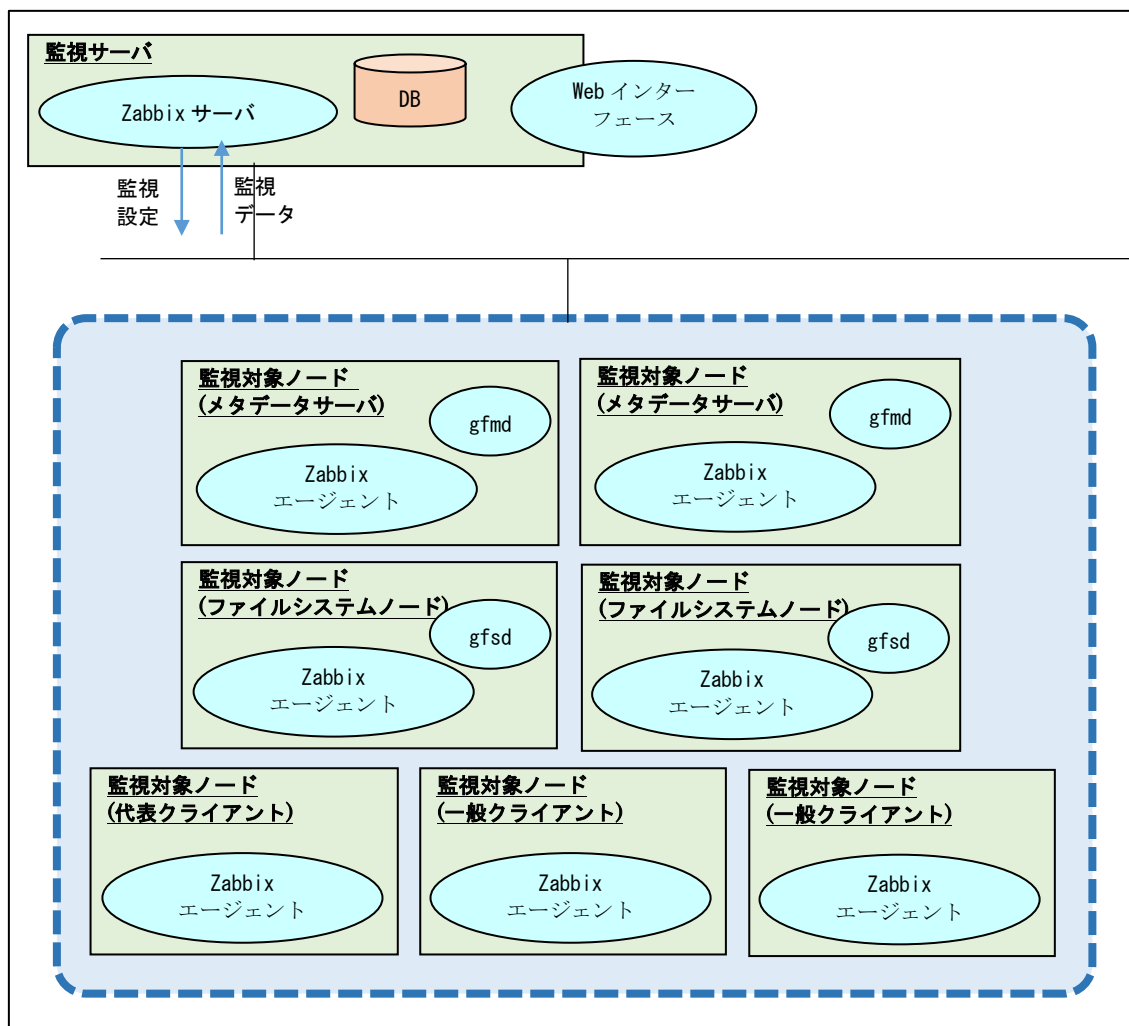 監視サーバ
Zabbix サーバ
DB
Web インター
フェース
監視
設定
監視
データ
監視対象ノード
(メタデータサーバ)
gfmd
Zabbix
エージェント
監視対象ノード
(メタデータサーバ)
gfmd
Zabbix
エージェント
監視対象ノード
(ファイルシステムノード)
gfsd
Zabbix
エージェント
監視対象ノード
(ファイルシステムノード)
gfsd
Zabbix
エージェント
監視対象ノード
(代表クライアント)
Zabbix
エージェント
監視対象ノード
(一般クライアント)
Zabbix
エージェント
監視対象ノード
(一般クライアント)
Zabbix
エージェント